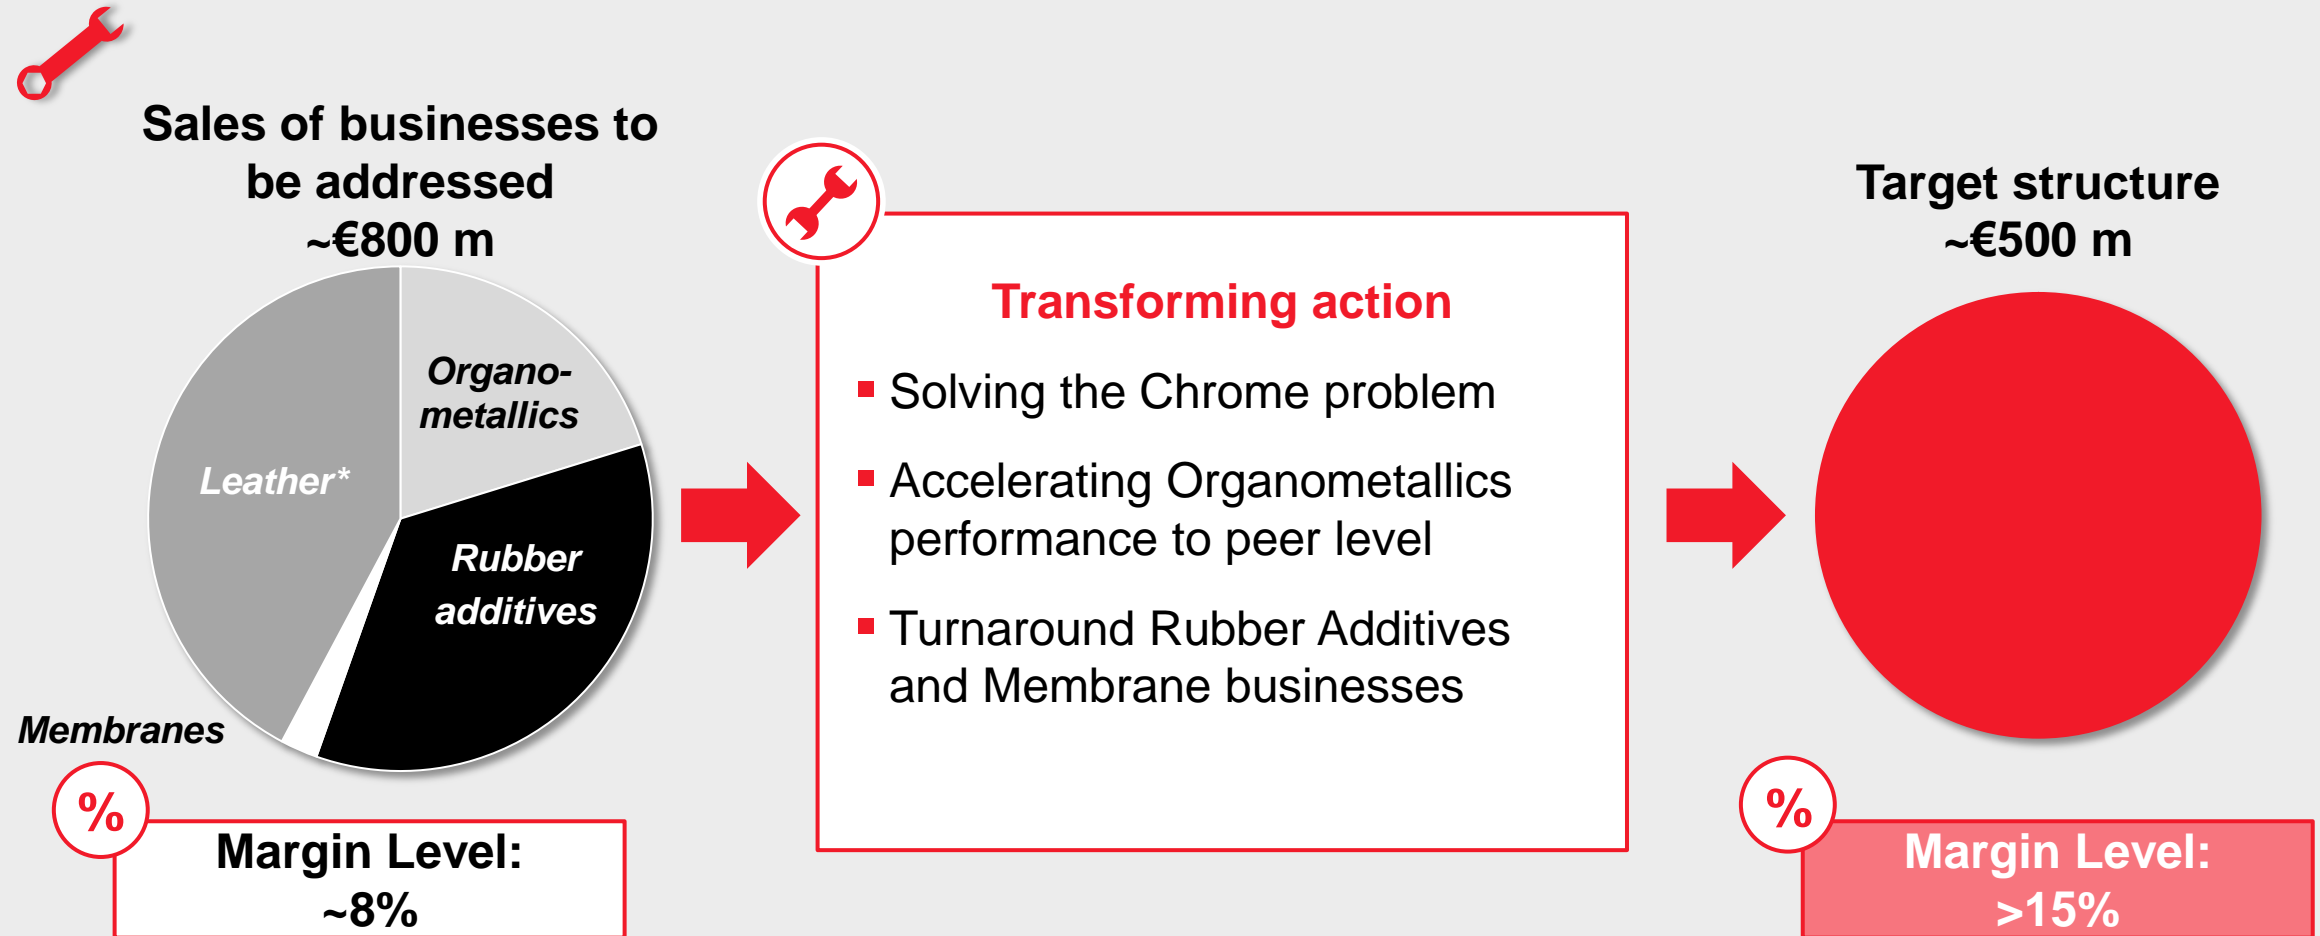 Sales of businesses to
be addressed
~€800 m
Organo-
metallics
Leather*
Rubber
additives
Membranes
%
Margin Level:
~8%
Transforming action
Solving the Chrome problem
Accelerating Organometallics
performance to peer level
Turnaround Rubber Additives
and Membrane businesses
Target structure
~€500 m
%
Margin Level:
>15%